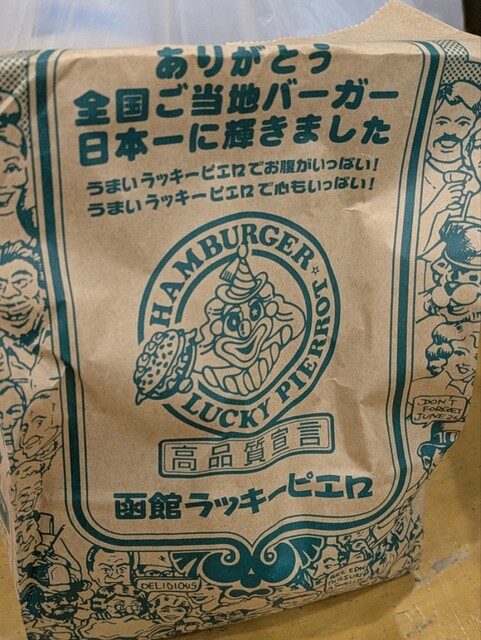 ありがとう
全国ご当地バーガー
日本一に輝きました
うまいラッキーピエロでお腹がいっぱい!
うまいラッキーピエロで心もいっぱい!
HAMBURGER★
LUCKY PIERROT
高品質宣言
函館ラッキーピエロ
DON'T
FORGET
JUNE 26
DELIDIOUS